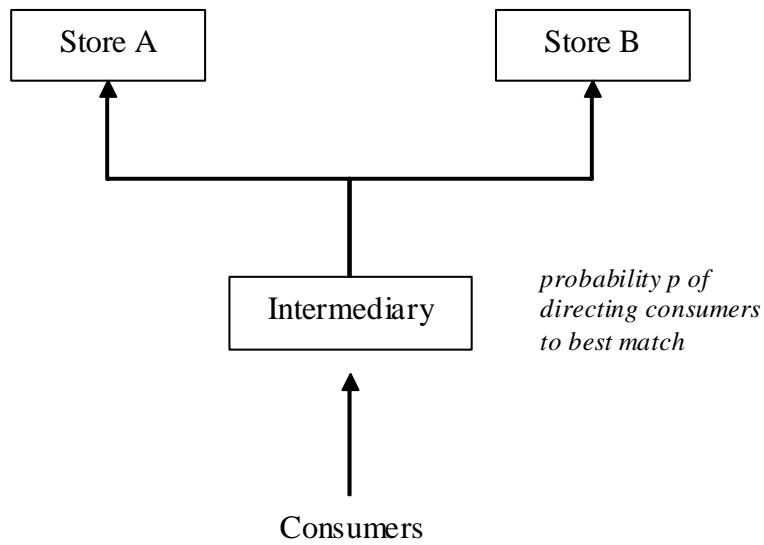 Store A
Store B
Intermediary
probability p of
directing consumers
to best match
Consumers